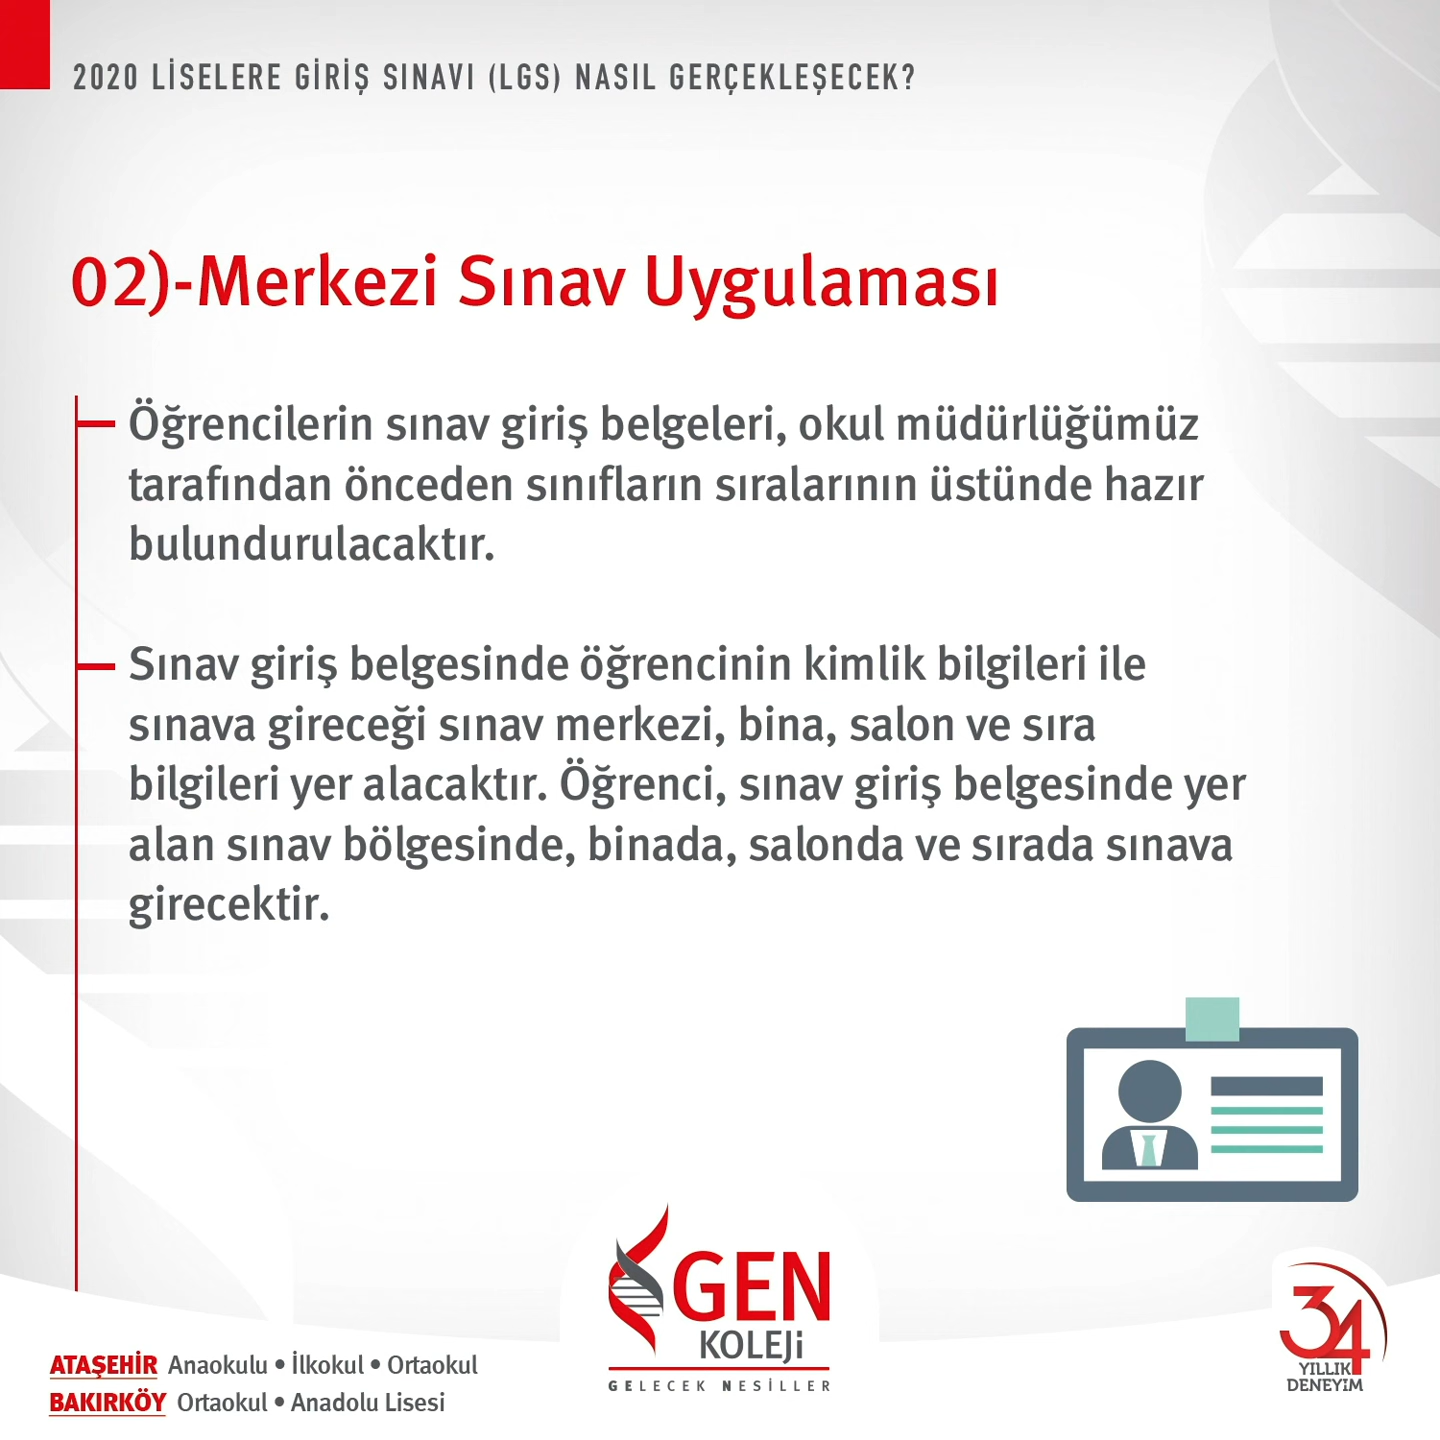 2020 LİSELERE GİRİŞ SINAVI (LGS) NASIL GERÇEKLEŞECEK?
02)-Merkezi Sınav Uygulaması
Öğrencilerin sınav giriş belgeleri, okul müdürlüğümüz
tarafından önceden sınıfların sıralarının üstünde hazır
bulundurulacaktır.
Sınav giriş belgesinde öğrencinin kimlik bilgileri ile
sınava gireceği sınav merkezi, bina, salon ve sıra
bilgileri yer alacaktır. Öğrenci, sınav giriş belgesinde yer
alan sınav bölgesinde, binada, salonda ve sırada sınava
girecektir.
GEN
KOLEJi
GELECEK NESİLLER
34
YILLIK
DENEYİM
ATAŞEHİR Anaokulu • İlkokul • Ortaokul
BAKIRKÖY Ortaokul • Anadolu Lisesi